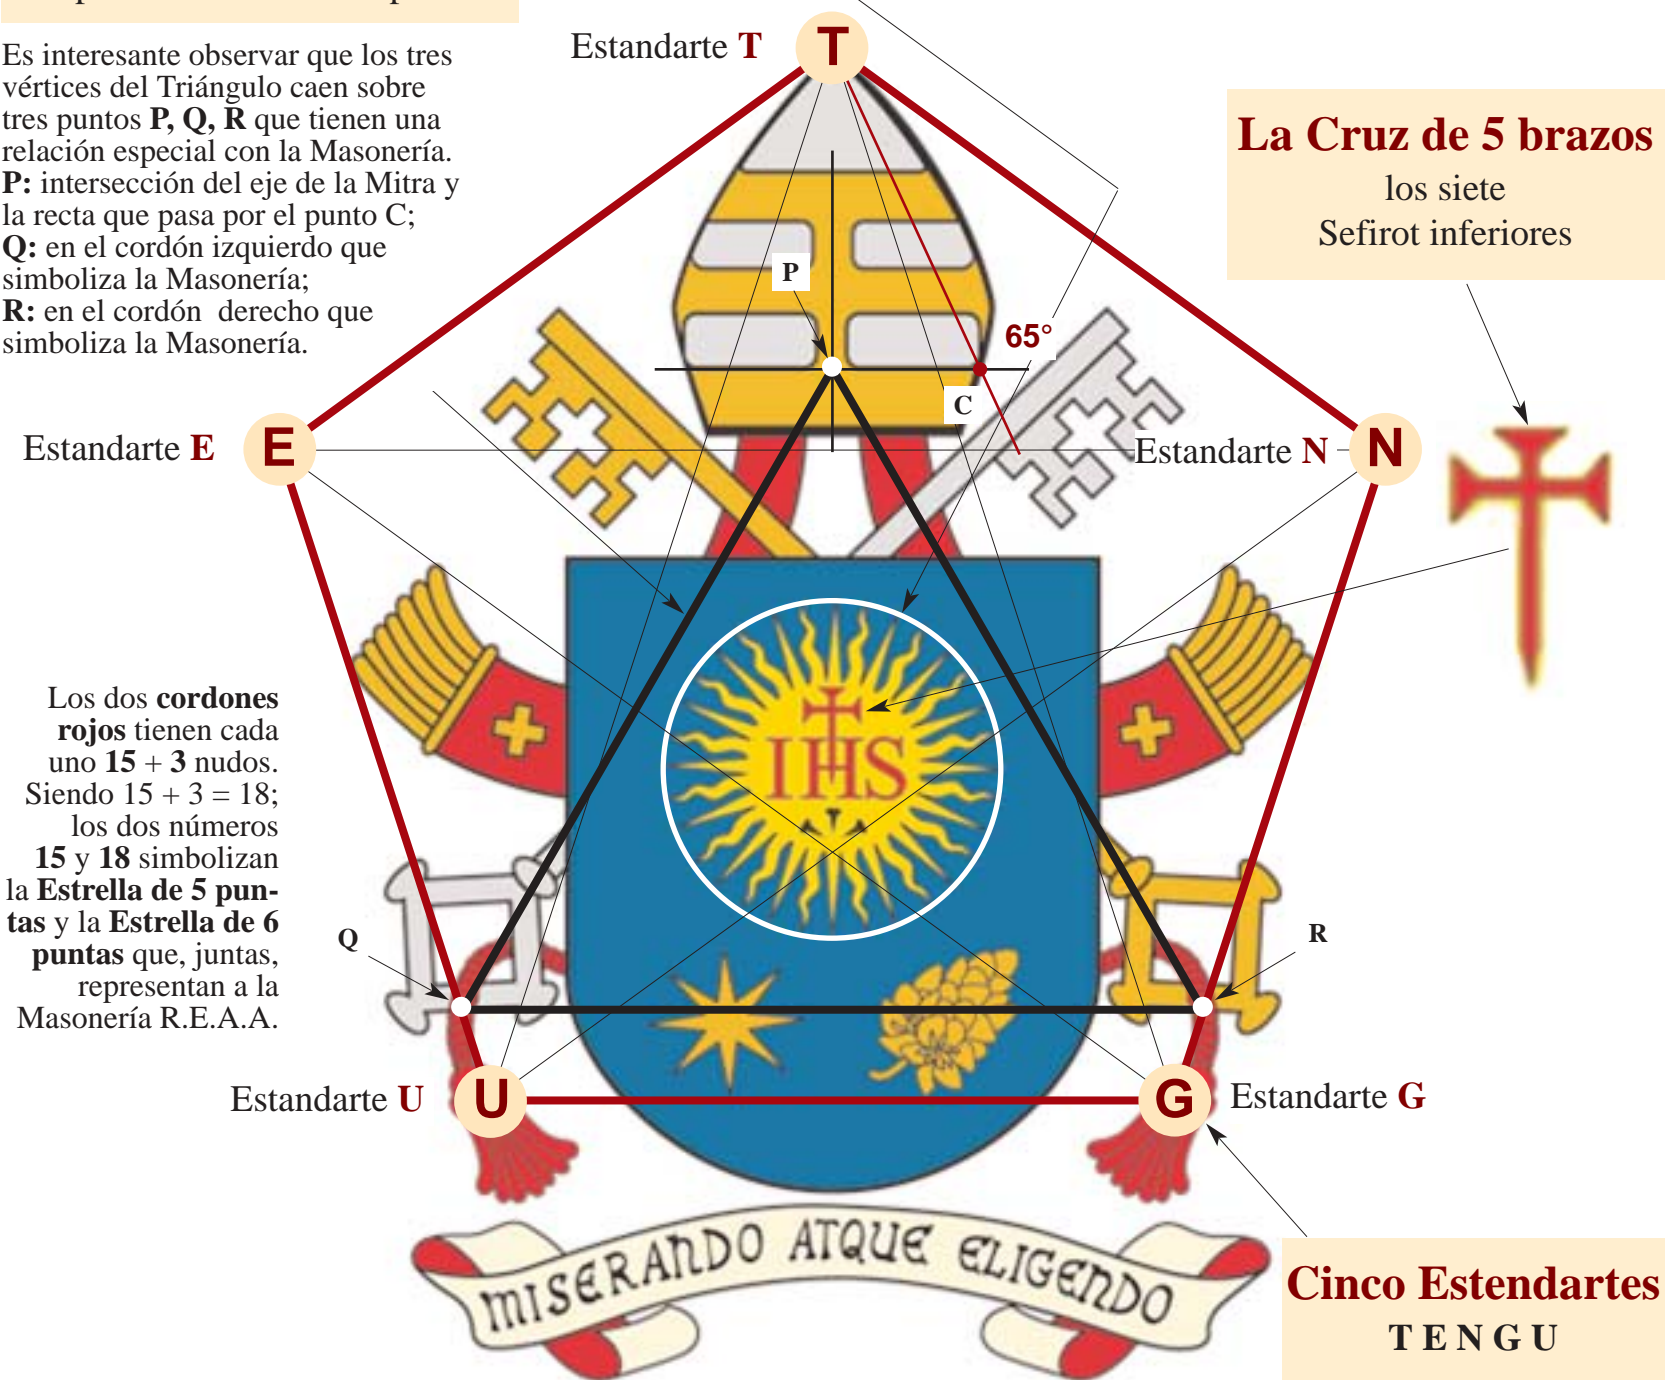 Es interesante observar que los tres
vértices del Triángulo caen sobre
tres puntos P, Q, R que tienen una
relación especial con la Masonería.
P: intersección del eje de la Mitra y
la recta que pasa por el punto C;
Q: en el cordón izquierdo que
simboliza la Masonería;
R: en el cordón derecho que
simboliza la Masonería.
Estandarte T
T
La Cruz de 5 brazos
los siete
Sefirot inferiores
P
65°
C
Estandarte E
E
Estandarte N
N
Los dos cordones
rojos tienen cada
uno 15 + 3 nudos.
Siendo 15 + 3 = 18;
los dos números
15 y 18 simbolizan
la Estrella de 5 pun-
tas y la Estrella de 6
puntas que, juntas,
representan a la
Masonería R.E.A.A.
IHS
Q
R
Estandarte U
U
G
Estandarte G
MISERANDO ATQUE ELIGENDO
Cinco Estendartes
T E N G U